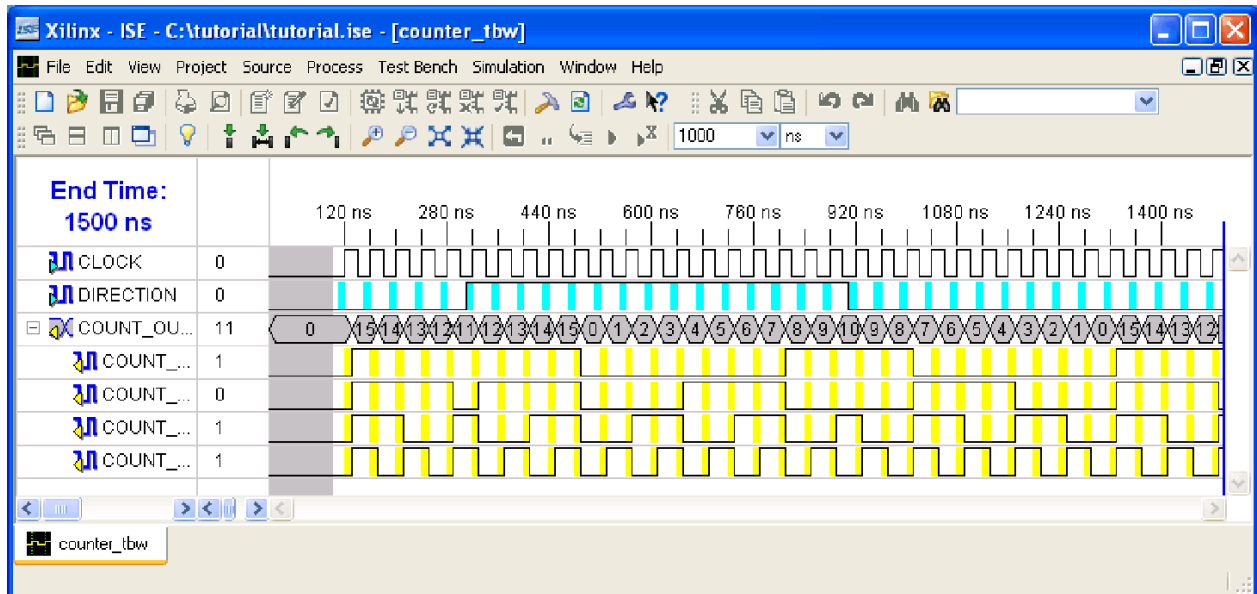 Xilinx - ISE - C:\tutorial\tutorial.ise - [counter_tbw]
File Edit View Project Source Process Test Bench Simulation Window Help
1000 ns
End Time:
1500 ns
120 ns 280 ns 440 ns 600 ns 760 ns 920 ns 1080 ns 1240 ns 1400 ns
CLOCK 0
DIRECTION 0
COUNT_OU... 11 0 15 14 13 12 11 12 13 14 15 0 1 2 3 4 5 6 7 8 9 10 9 8 7 6 5 4 3 2 1 0 15 14 13 12
COUNT_... 1
COUNT_... 0
COUNT_... 1
COUNT_... 1
counter_tbw